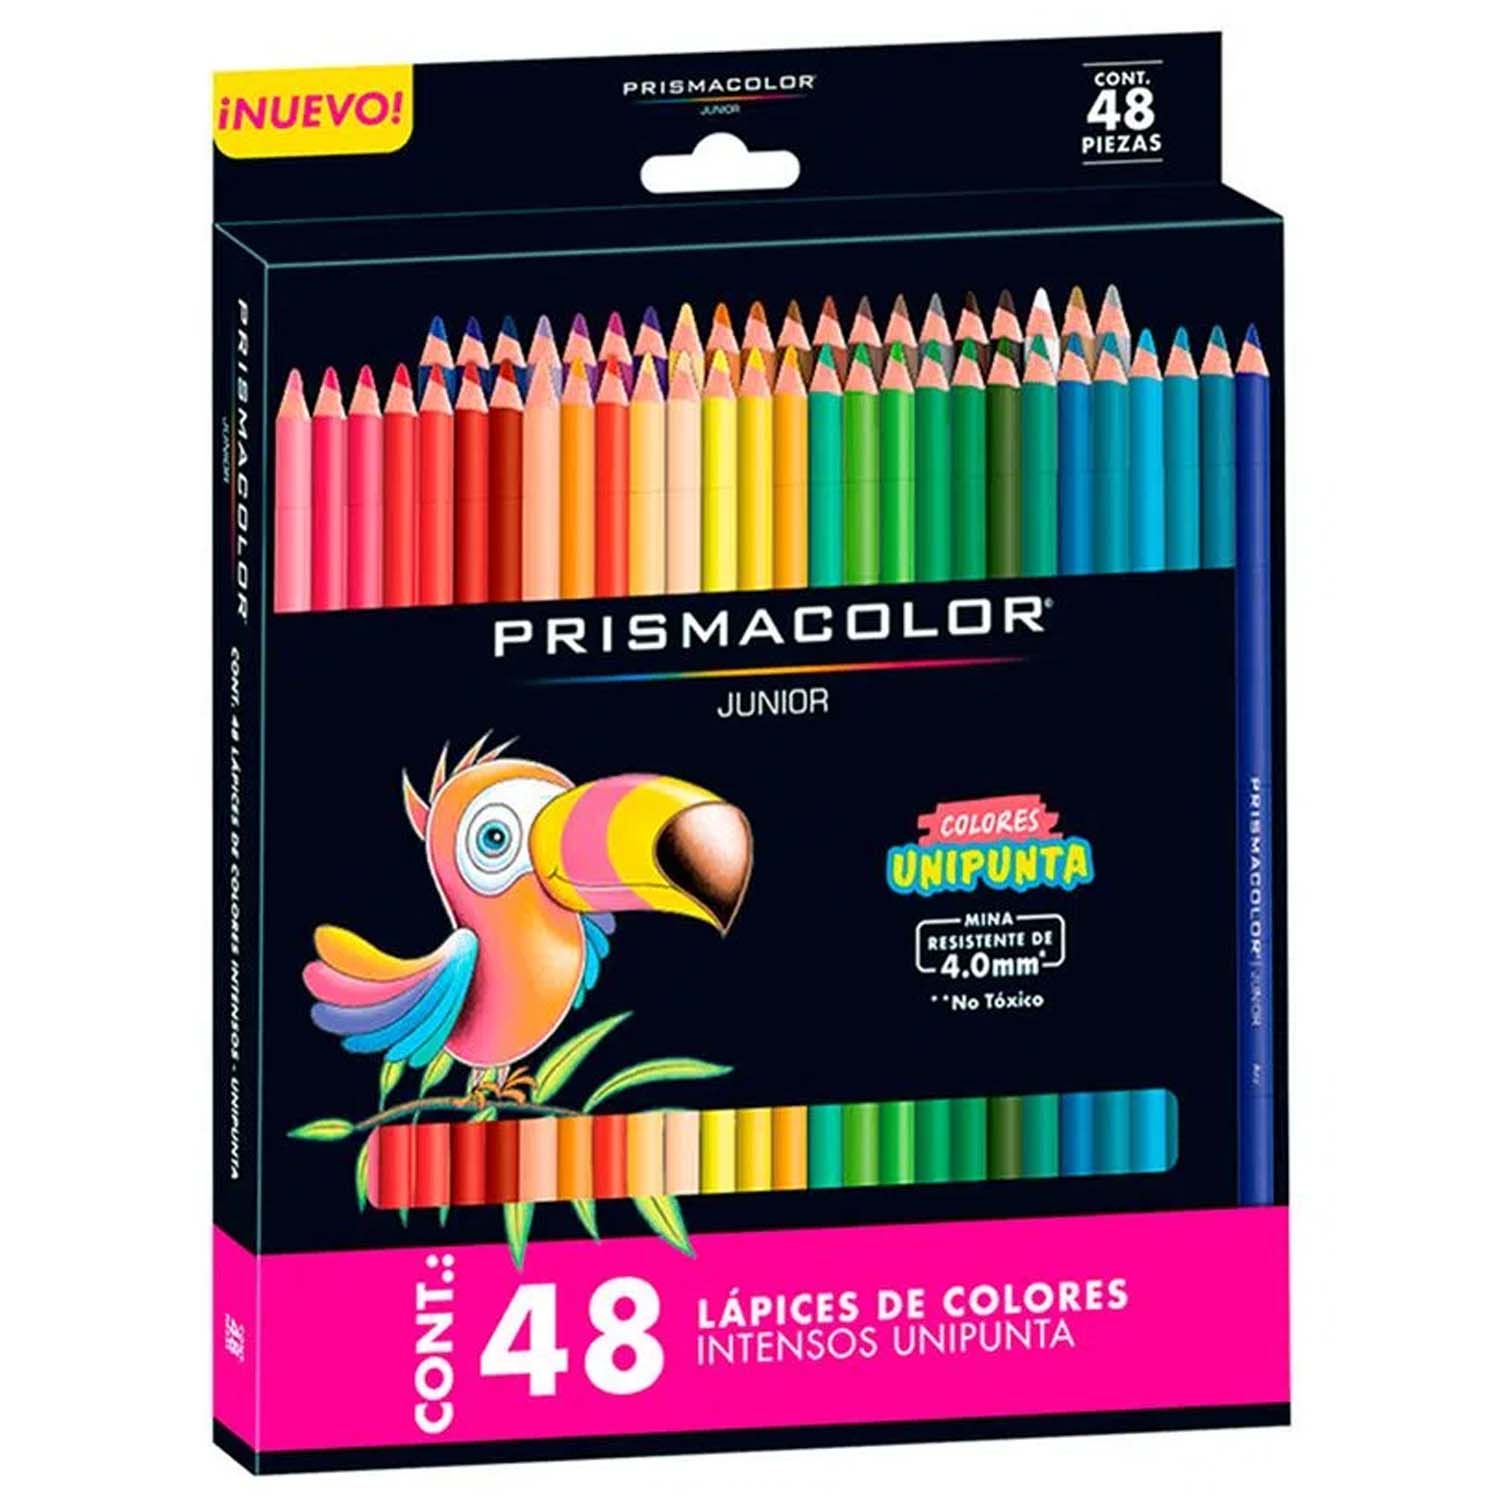 ¡NUEVO!
PRISMACOLOR
JUNIOR
CONT.
48
PIEZAS
PRISMACOLOR®
JUNIOR
COLORES
UNIPUNTA
MINA
RESISTENTE DE
4.0mm*
**No Tóxico
PRISMACOLOR | JUNIOR
CONT.:
48
LÁPICES DE COLORES
INTENSOS UNIPUNTA
PRISMACOLOR
JUNIOR
CONT. 48 LÁPICES DE COLORES INTENSOS - UNIPUNTA